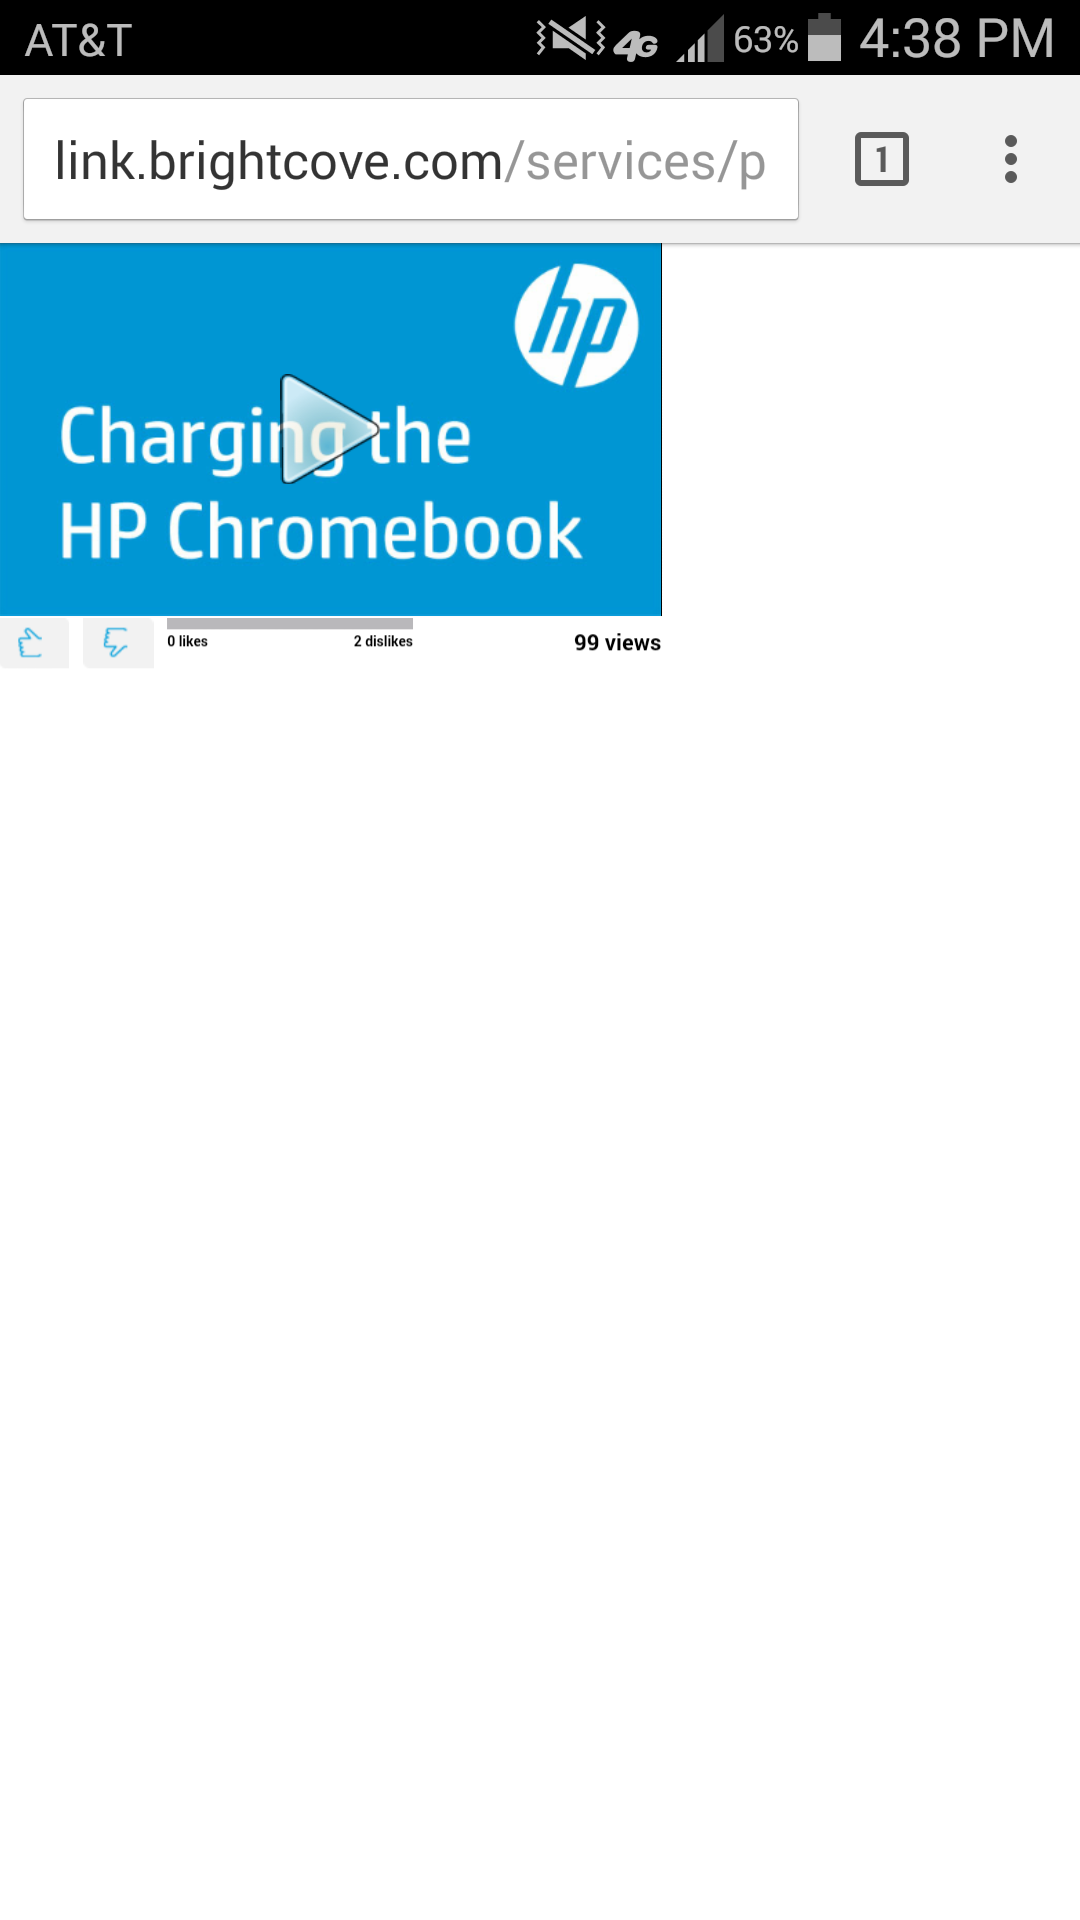 AT&T 4G 63% 4:38 PM
link.brightcove.com/services/p 1
hp
Charging the
HP Chromebook
0 likes 2 dislikes 99 views